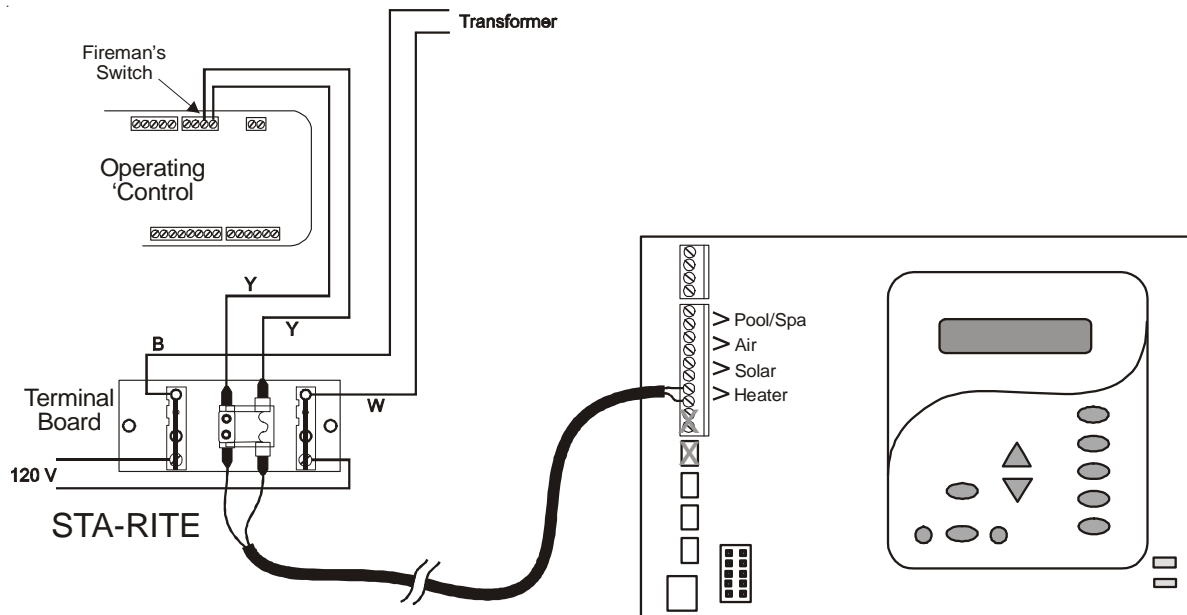 Transformer
Fireman's
Switch
Operating
'Control
Y
Y
B
W
Terminal
Board
120 V
STA-RITE
Pool/Spa
Air
Solar
Heater